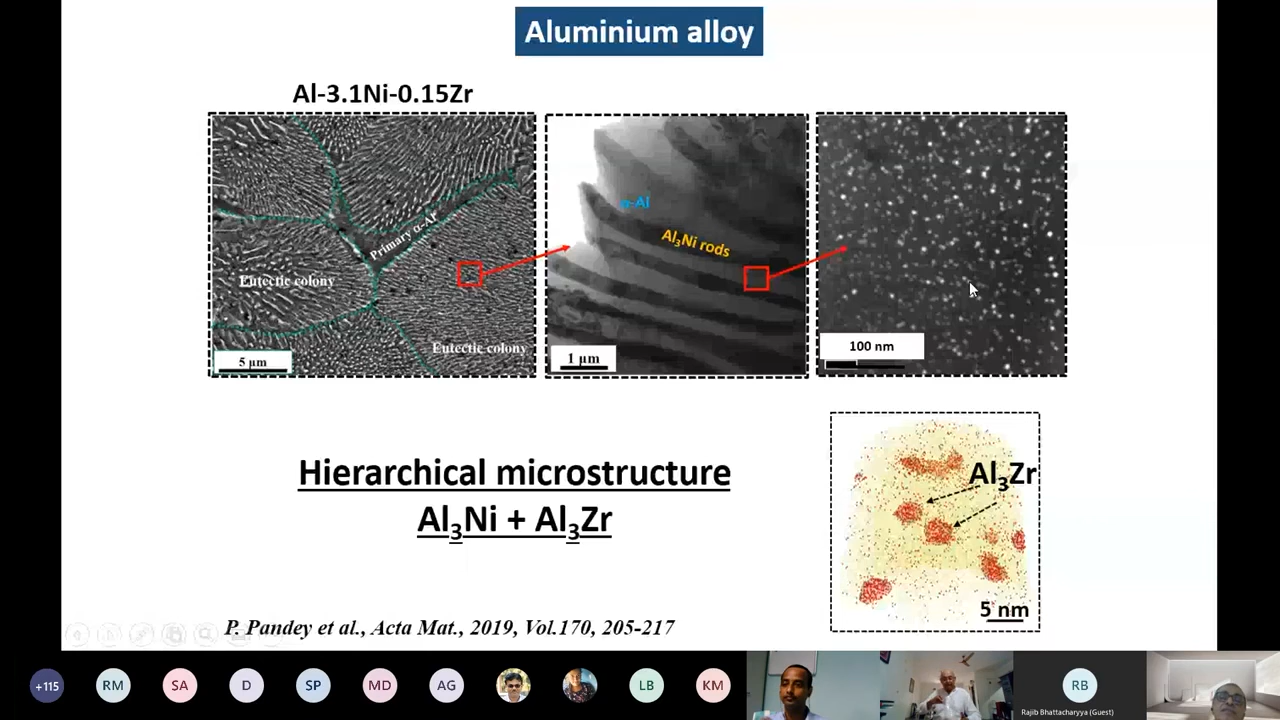 Aluminium alloy
Al-3.1Ni-0.15Zr
Primary α-Al
Eutectic colony
Eutectic colony
5 µm
α-Al
Al₃Ni rods
1 µm
100 nm
Hierarchical microstructure
Al₃Ni + Al₃Zr
Al₃Zr
5 nm
P. Pandey et al., Acta Mat., 2019, Vol.170, 205-217
+115
RM
SA
D
SP
MD
AG
LB
KM
RB
Rajib Bhattacharyya (Guest)